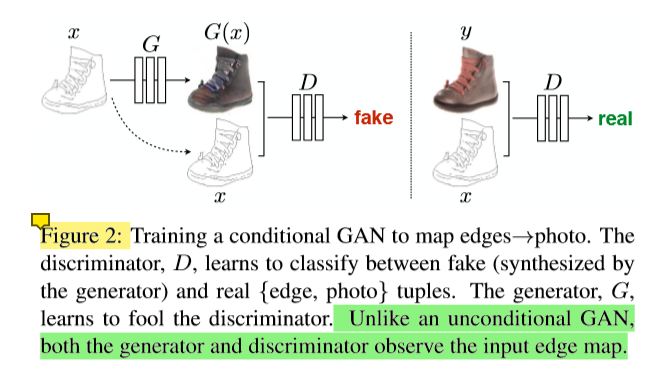 x
G
G(x)
D
fake
x
y
D
real
x
Figure 2: Training a conditional GAN to map edges→photo. The
discriminator, D, learns to classify between fake (synthesized by
the generator) and real {edge, photo} tuples. The generator, G,
learns to fool the discriminator. Unlike an unconditional GAN,
both the generator and discriminator observe the input edge map.